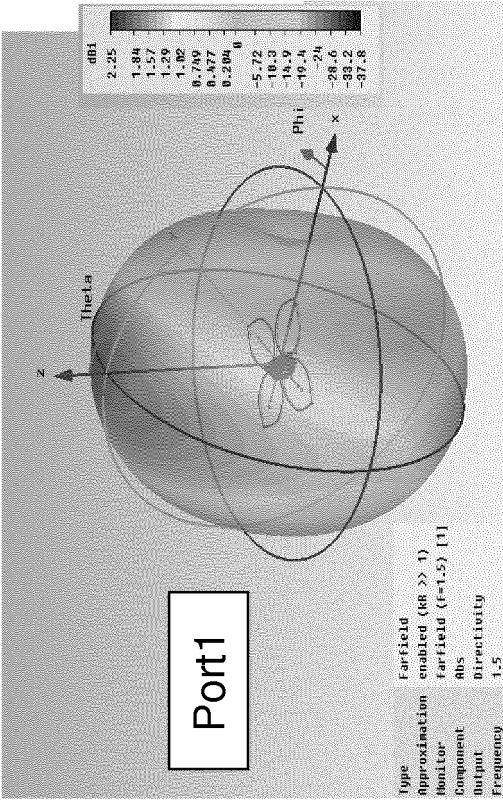 dBi
2.25
1.84
1.57
1.29
1.02
0.749
0.477
0.204
0
-5.72
-10.3
-14.9
-19.4
-24
-28.6
-33.2
-37.8
z
Theta
y
Phi
x
Port1
Type Farfield
Approximation enabled (kR >> 1)
Monitor Farfield (f=1.5) [1]
Component Abs
Output Directivity
Frequency 1.5